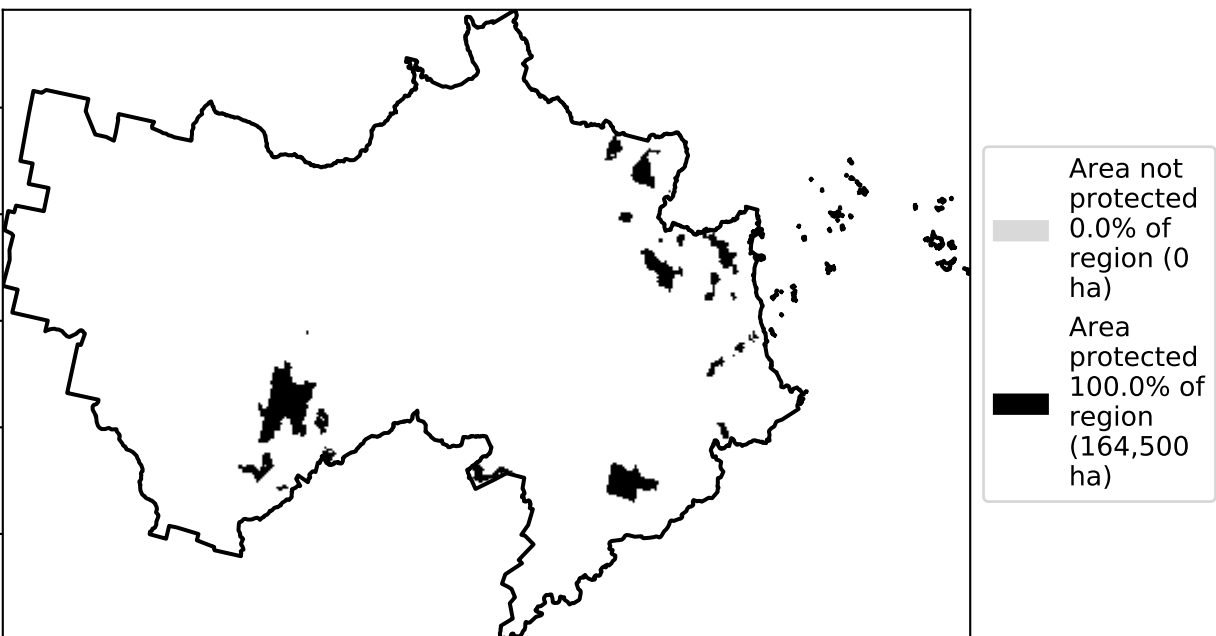 Area not
protected
0.0% of
region (0
ha)
Area
protected
100.0% of
region
(164,500
ha)